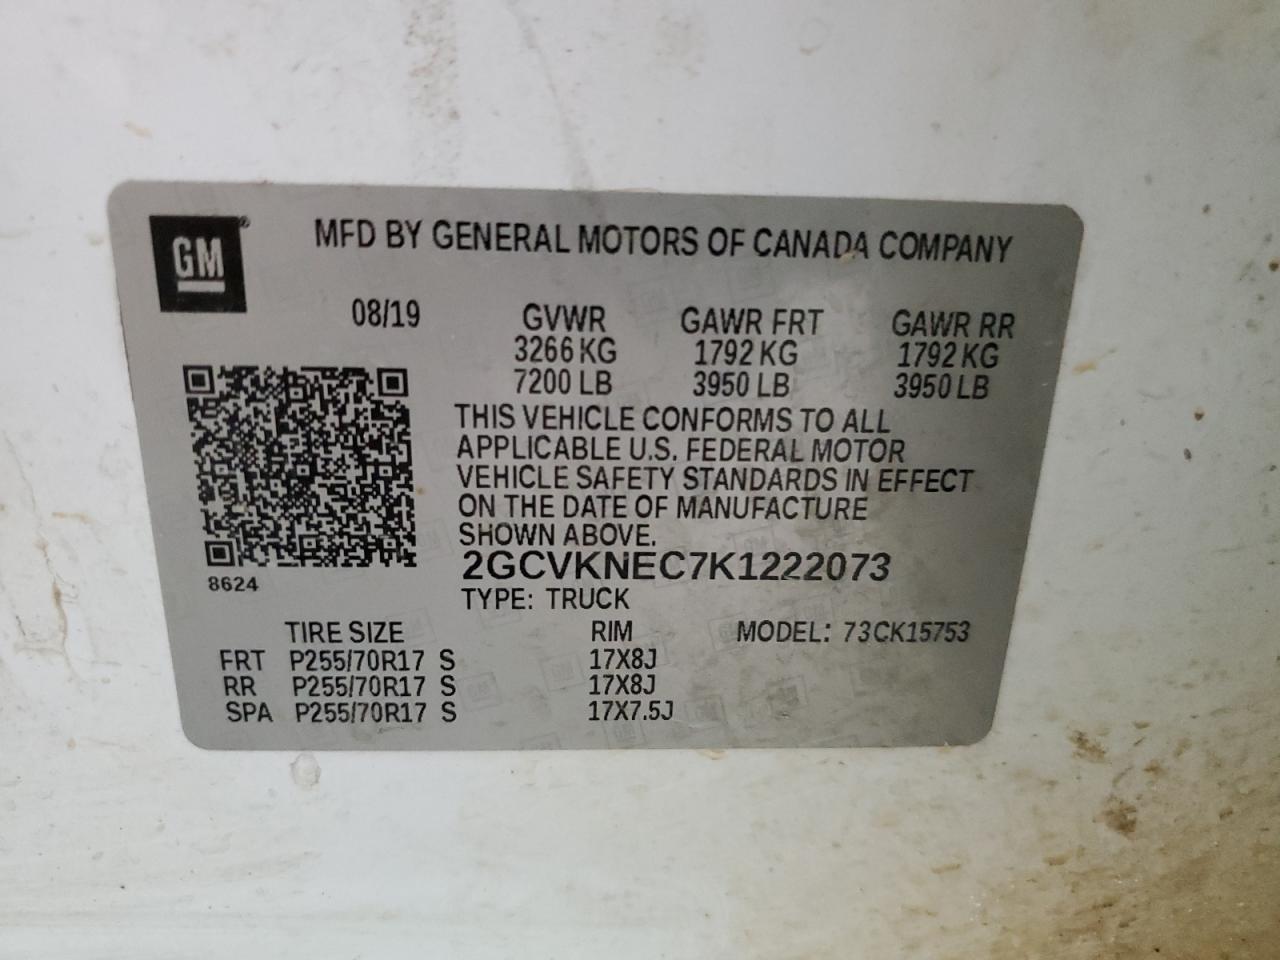 GM®
MFD BY GENERAL MOTORS OF CANADA COMPANY
08/19 GVWR GAWR FRT GAWR RR
3266 KG 1792 KG 1792 KG
7200 LB 3950 LB 3950 LB
THIS VEHICLE CONFORMS TO ALL
APPLICABLE U.S. FEDERAL MOTOR
VEHICLE SAFETY STANDARDS IN EFFECT
ON THE DATE OF MANUFACTURE
SHOWN ABOVE.
2GCVKNEC7K1222073
8624
TYPE: TRUCK
TIRE SIZE RIM MODEL: 73CK15753
FRT P255/70R17 S 17X8J
RR P255/70R17 S 17X8J
SPA P255/70R17 S 17X7.5J